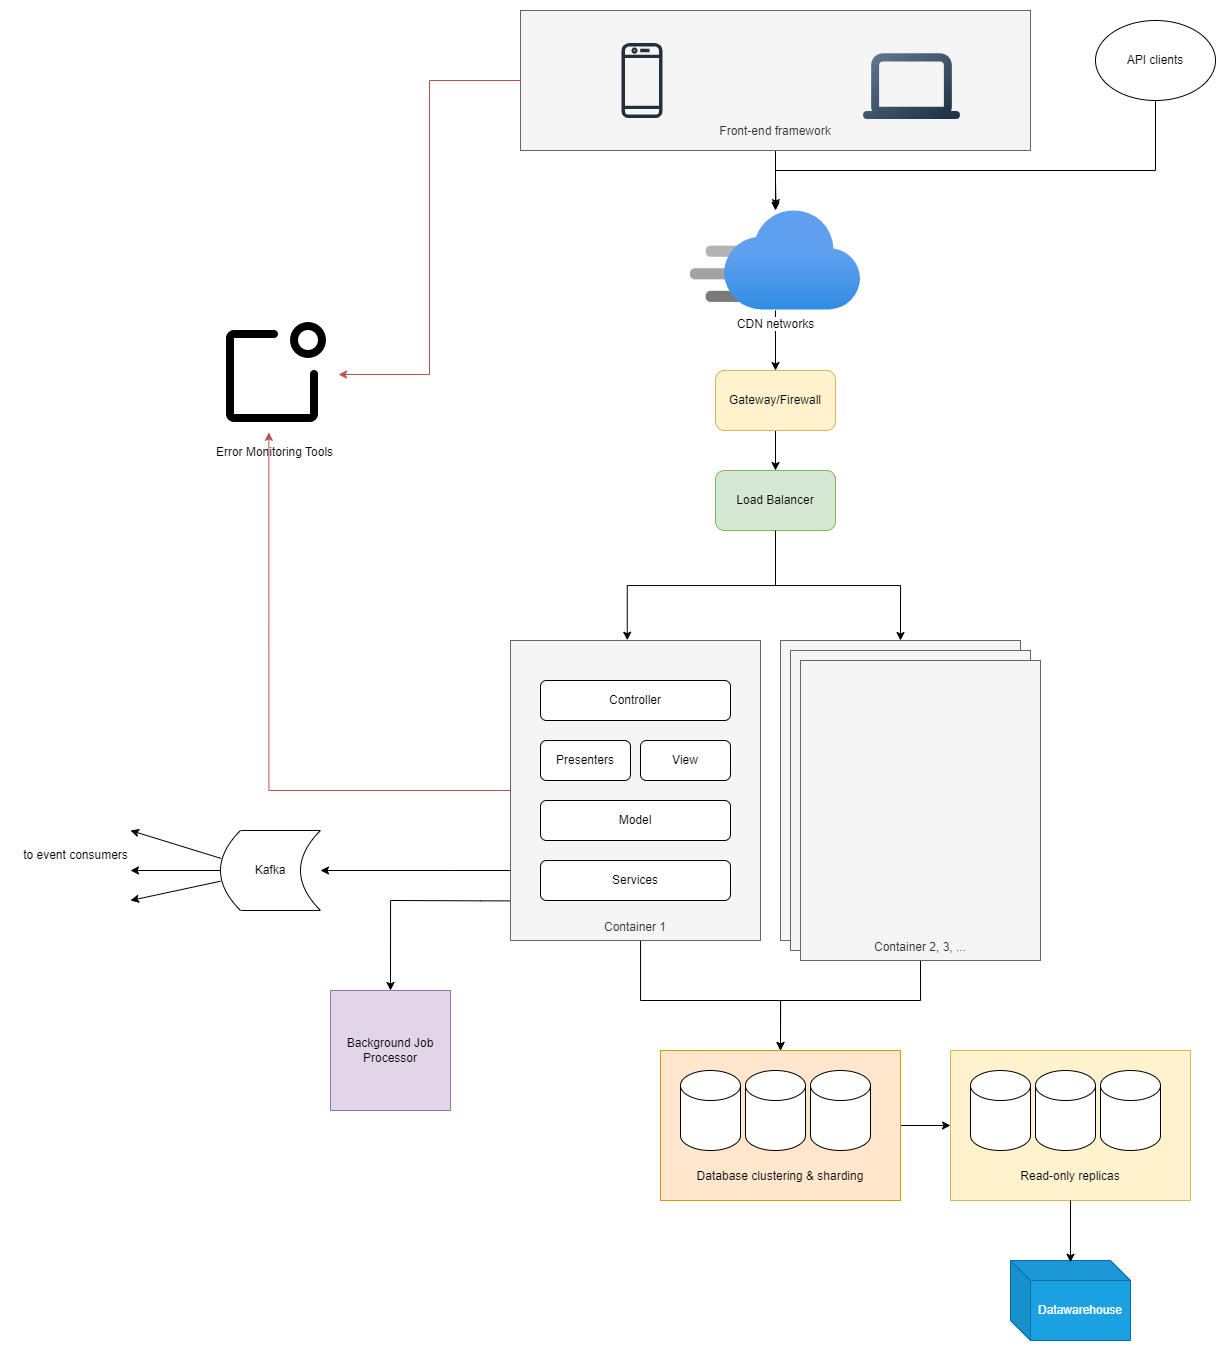 API clients
Front-end framework
CDN networks
Gateway/Firewall
Error Monitoring Tools
Load Balancer
Controller
Presenters
View
Model
Services
Container 1
Container 2, 3, ...
to event consumers
Kafka
Background Job
Processor
Database clustering & sharding
Read-only replicas
Datawarehouse